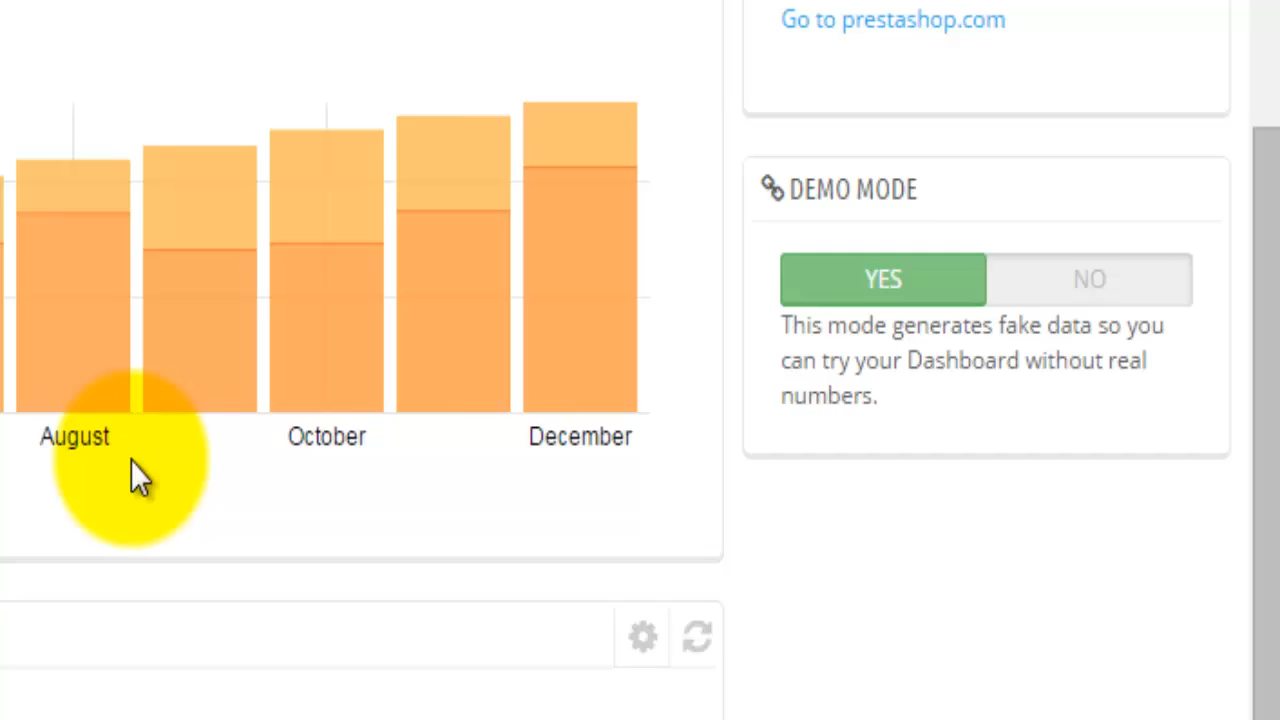 Go to prestashop.com
DEMO MODE
YES NO
This mode generates fake data so you
can try your Dashboard without real
numbers.
August October December